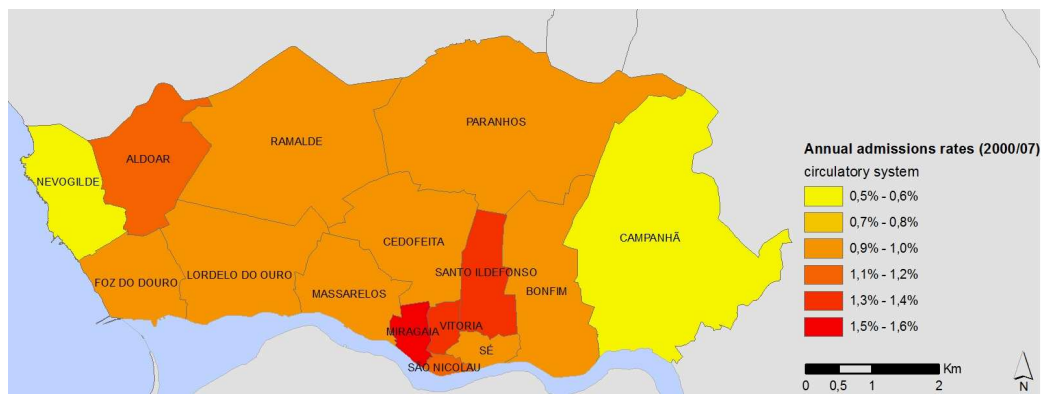 PARANHOS
RAMALDE
ALDOAR
NEVOGILDE
CAMPANHÃ
CEDOFEITA
SANTO ILDEFONSO
LORDELO DO OURO
FOZ DO DOURO
MASSARELOS
BONFIM
MIRAGAIA
VITORIA
SÉ
SAO NICOLAU
Annual admissions rates (2000/07)
circulatory system
0,5% - 0,6%
0,7% - 0,8%
0,9% - 1,0%
1,1% - 1,2%
1,3% - 1,4%
1,5% - 1,6%
Km
0 0,5 1 2
N